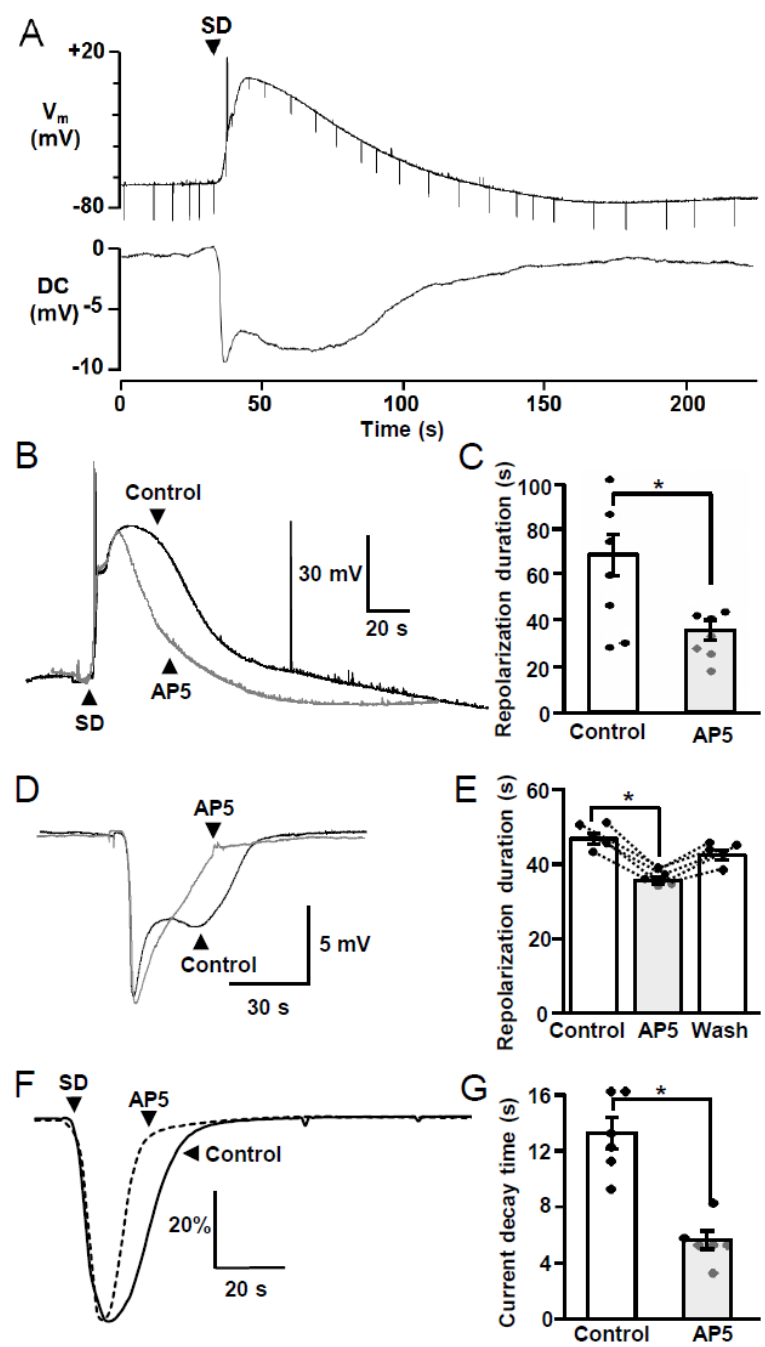 A
SD
+20
Vm
(mV)
-80
0
DC
(mV)
-5
-10
0 50 100 150 200
Time (s)
B
Control
30 mV
20 s
AP5
SD
C
Repolarization duration (s)
*
100
80
60
40
20
0
Control AP5
D
AP5
5 mV
Control
30 s
E
Repolarization duration (s)
*
60
40
20
0
Control AP5 Wash
F
SD
AP5
Control
20%
20 s
G
Current decay time (s)
*
16
12
8
4
0
Control AP5